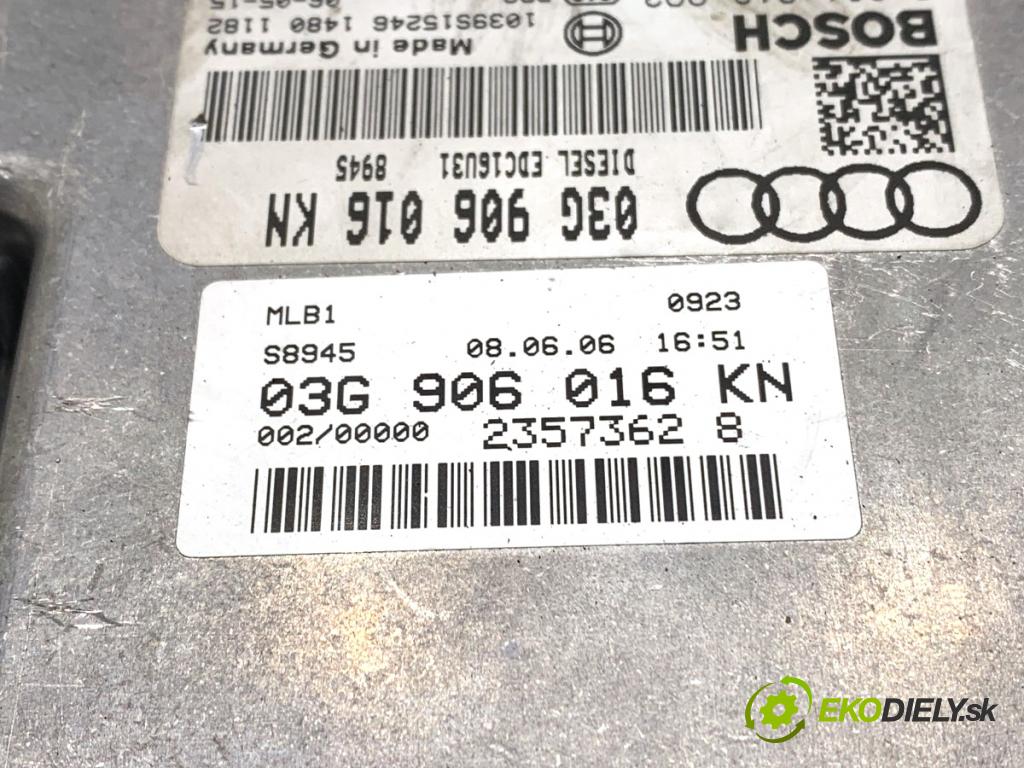 BOSCH
1039S15246 1480 1182
Made in Germany
DIESEL EDC16U31 8945
03G 906 016 KN
MLB1 0923
S8945 08.06.06 16:51
03G 906 016 KN
002/00000 2357362 8
EKODIELY.sk